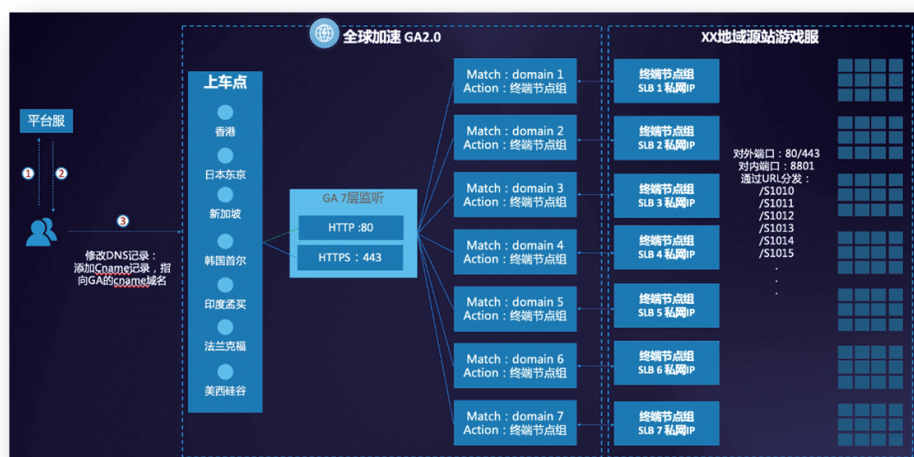 全球加速 GA2.0
XX地域源站游戏服
平台服
1
2
3
修改DNS记录：
添加Cname记录，指
向GA的cname域名
上车点
香港
日本东京
新加坡
韩国首尔
印度孟买
法兰克福
美西硅谷
GA 7层监听
HTTP :80
HTTPS：443
Match：domain 1
Action：终端节点组
Match：domain 2
Action：终端节点组
Match：domain 3
Action：终端节点组
Match：domain 4
Action：终端节点组
Match：domain 5
Action：终端节点组
Match：domain 6
Action：终端节点组
Match：domain 7
Action：终端节点组
终端节点组
SLB 1 私网IP
终端节点组
SLB 2 私网IP
终端节点组
SLB 3 私网IP
终端节点组
SLB 4 私网IP
终端节点组
SLB 5 私网IP
终端节点组
SLB 6 私网IP
终端节点组
SLB 7 私网IP
对外端口：80/443
对内端口：8801
通过URL分发：
/S1010
/S1011
/S1012
/S1013
/S1014
/S1015
.
.
.